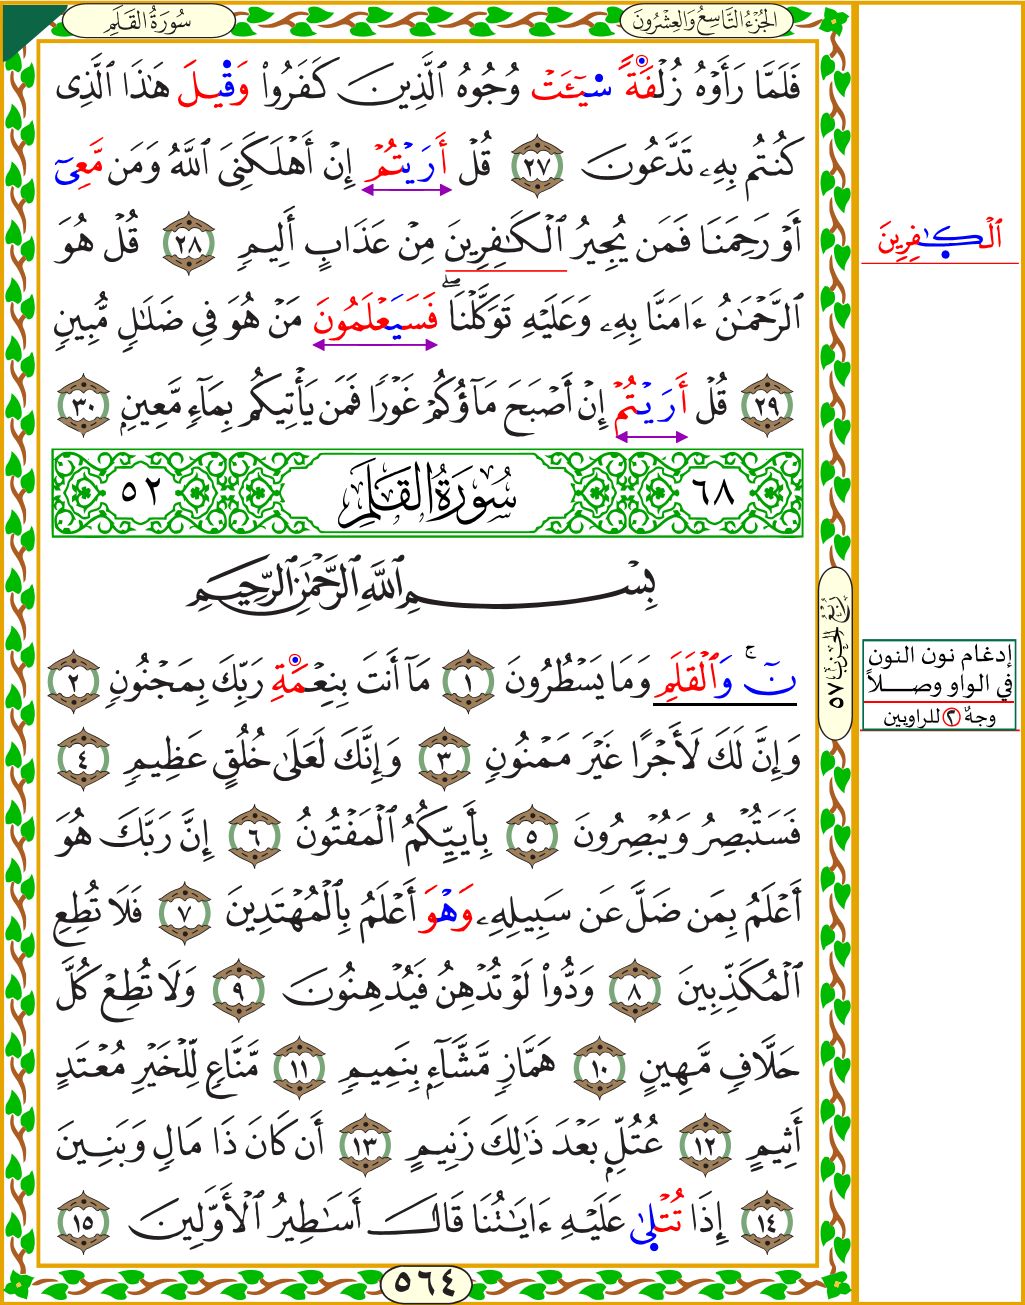 سُورَةُ القَلَمِ
الجُزْءُ التَّاسِعُ وَالعِشْرُونَ
فَلَمَّا رَأَوْهُ زُلْفَةً سِيٓـَٔتْ وُجُوهُ ٱلَّذِينَ كَفَرُواْ وَقِيلَ هَٰذَا ٱلَّذِى
كُنتُم بِهِۦ تَدَّعُونَ ٢٧ قُلْ أَرَيْتُمْ إِنْ أَهْلَكَنِىَ ٱللَّهُ وَمَن مَّعِىٓ
أَوْ رَحِمَنَا فَمَن يُجِيرُ ٱلْكَٰفِرِينَ مِنْ عَذَابٍ أَلِيمٍ ٢٨ قُلْ هُوَ
ٱلْكَٰفِرِينَ
ٱلرَّحْمَٰنُ ءَامَنَّا بِهِۦ وَعَلَيْهِ تَوَكَّلْنَاۖ فَسَيَعْلَمُونَ مَنْ هُوَ فِى ضَلَٰلٍ مُّبِينٍ
٢٩ قُلْ أَرَيْتُمْ إِنْ أَصْبَحَ مَآؤُكُمْ غَوْرًا فَمَن يَأْتِيكُم بِمَآءٍ مَّعِينٍ ٣٠
٦٨ سُورَةُ القَلَمِ ٥٢
بِسْمِ ٱللَّهِ ٱلرَّحْمَٰنِ ٱلرَّحِيمِ
نٓۚ وَٱلْقَلَمِ وَمَا يَسْطُرُونَ ١ مَآ أَنتَ بِنِعْمَةِ رَبِّكَ بِمَجْنُونٍ ٢
إدغام نون النون
في الواو وصلاً
وجهٌ ٢ للراويين
رُبْعُ الحِزْبِ ٥٧
وَإِنَّ لَكَ لَأَجْرًا غَيْرَ مَمْنُونٍ ٣ وَإِنَّكَ لَعَلَىٰ خُلُقٍ عَظِيمٍ ٤
فَسَتُبْصِرُ وَيُبْصِرُونَ ٥ بِأَييِّكُمُ ٱلْمَفْتُونُ ٦ إِنَّ رَبَّكَ هُوَ
أَعْلَمُ بِمَن ضَلَّ عَن سَبِيلِهِۦ وَهْوَ أَعْلَمُ بِٱلْمُهْتَدِينَ ٧ فَلَا تُطِعِ
ٱلْمُكَذِّبِينَ ٨ وَدُّواْ لَوْ تُدْهِنُ فَيُدْهِنُونَ ٩ وَلَا تُطِعْ كُلَّ
حَلَّافٍ مَّهِينٍ ١٠ هَمَّازٍ مَّشَّآءٍ بِنَمِيمٍ ١١ مَّنَّاعٍ لِّلْخَيْرِ مُعْتَدٍ
أَثِيمٍ ١٢ عُتُلٍّ بَعْدَ ذَٰلِكَ زَنِيمٍ ١٣ أَن كَانَ ذَا مَالٍ وَبَنِينَ
١٤ إِذَا تُتْلَىٰ عَلَيْهِ ءَايَٰتُنَا قَالَ أَسَٰطِيرُ ٱلْأَوَّلِينَ ١٥
٥٦٤